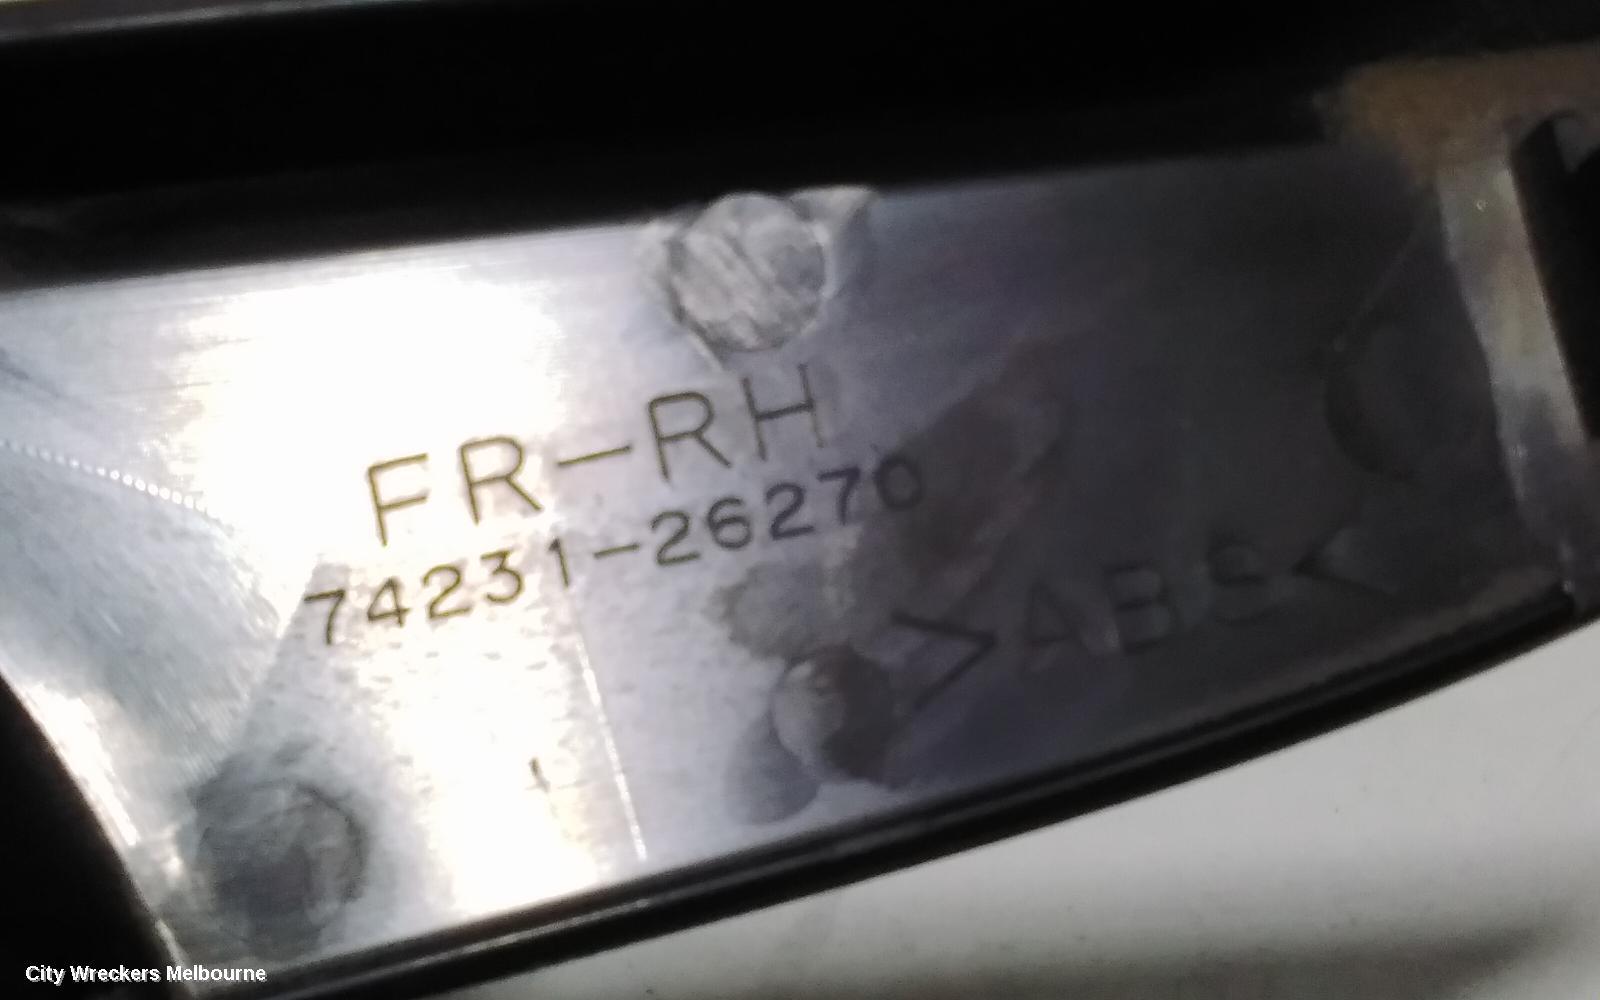 FR-RH
74231-26270
>ABS<
City Wreckers Melbourne